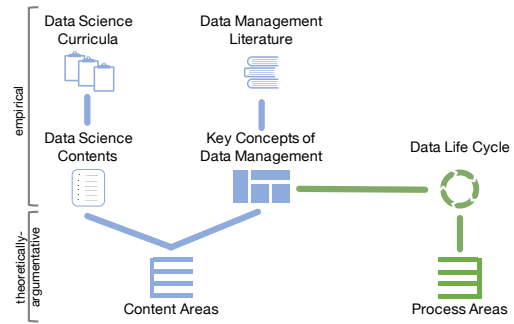 Data Science
Curricula
Data Management
Literature
empirical
Data Science
Contents
Key Concepts of
Data Management
Data Life Cycle
theoretically-
argumentative
Content Areas
Process Areas